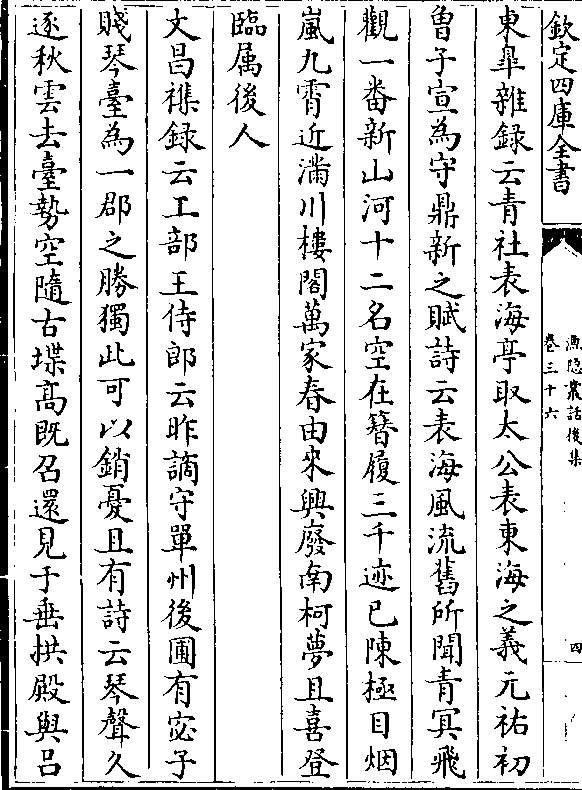 欽定四庫全書
漁隠叢話後集
卷三十六
四
東臯雜録云青社表海亭取太公表東海之義元祐初
曾子宣為守鼎新之賦詩云表海風流舊所聞青冥飛
觀一番新山河十二名空在簪履三千迹已陳極目烟
嵐九霄近滿川樓閣萬家春由來興廢南柯夢且喜登
臨属後人
文昌襍録云工部王侍郎云昨謫守單州後圃有宓子
賤琴臺為一郡之勝獨此可以銷憂且有詩云琴聲久
逐秋雲去臺勢空隨古堞高既召還見于垂拱殿與吕